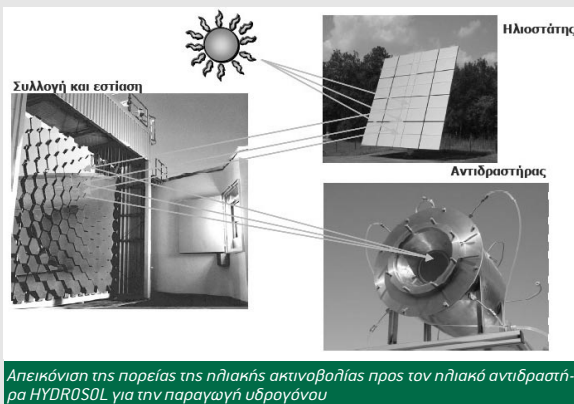 Ηλιοστάτης
Συλλογή και εστίαση
Αντιδραστήρας
Απεικόνιση της πορείας της ηλιακής ακτινοβολίας προς τον ηλιακό αντιδραστή-
ρα HYDROSOL για την παραγωγή υδρογόνου